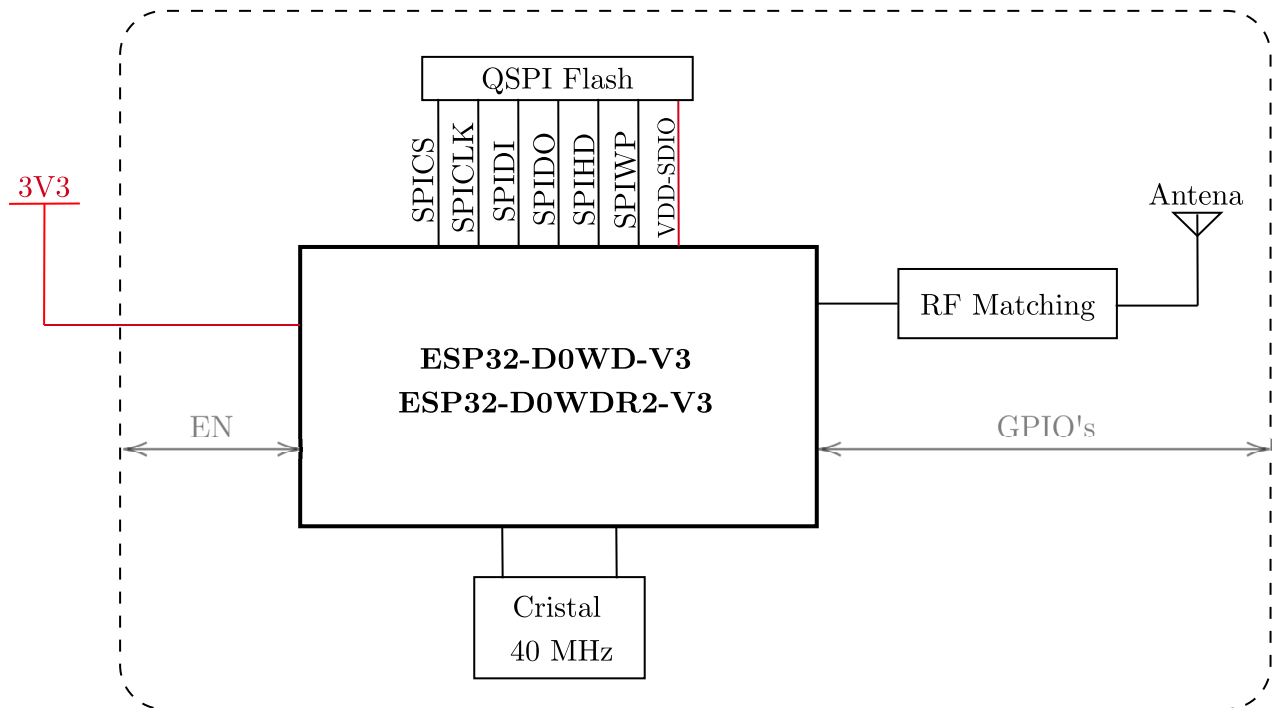 QSPI Flash
SPICS
SPICLK
SPIDI
SPIDO
SPIHD
SPIWP
VDD-SDIO
3V3
Antena
RF Matching
ESP32-D0WD-V3
ESP32-D0WDR2-V3
EN
GPIO's
Cristal
40 MHz